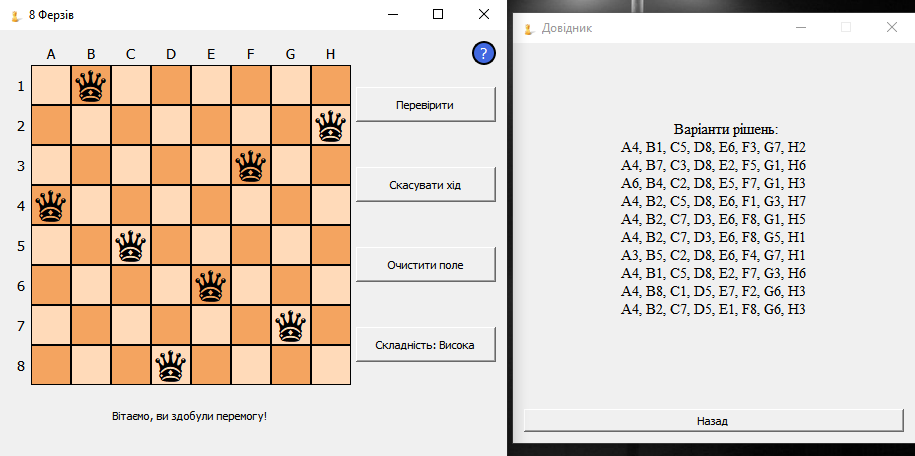 8 Ферзів
A B C D E F G H
?
1
2
3
4
5
6
7
8
Перевірити
Скасувати хід
Очистити поле
Складність: Висока
Вітаємо, ви здобули перемогу!
Довідник
Варіанти рішень:
A4, B1, C5, D8, E6, F3, G7, H2
A4, B7, C3, D8, E2, F5, G1, H6
A6, B4, C2, D8, E5, F7, G1, H3
A4, B2, C5, D8, E6, F1, G3, H7
A4, B2, C7, D3, E6, F8, G1, H5
A4, B2, C7, D3, E6, F8, G5, H1
A3, B5, C2, D8, E6, F4, G7, H1
A4, B1, C5, D8, E2, F7, G3, H6
A4, B8, C1, D5, E7, F2, G6, H3
A4, B2, C7, D5, E1, F8, G6, H3
Назад